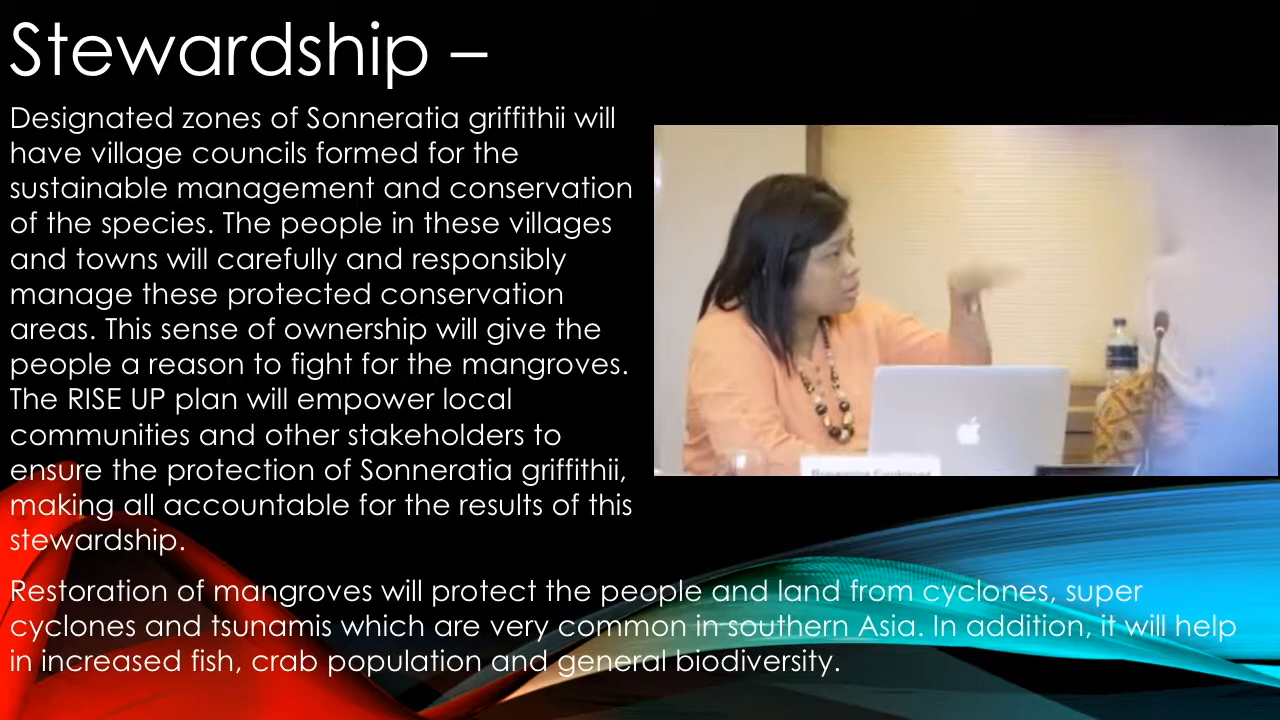 Stewardship –
Designated zones of Sonneratia griffithii will
have village councils formed for the
sustainable management and conservation
of the species. The people in these villages
and towns will carefully and responsibly
manage these protected conservation
areas. This sense of ownership will give the
people a reason to fight for the mangroves.
The RISE UP plan will empower local
communities and other stakeholders to
ensure the protection of Sonneratia griffithii,
making all accountable for the results of this
stewardship.
Restoration of mangroves will protect the people and land from cyclones, super
cyclones and tsunamis which are very common in southern Asia. In addition, it will help
in increased fish, crab population and general biodiversity.